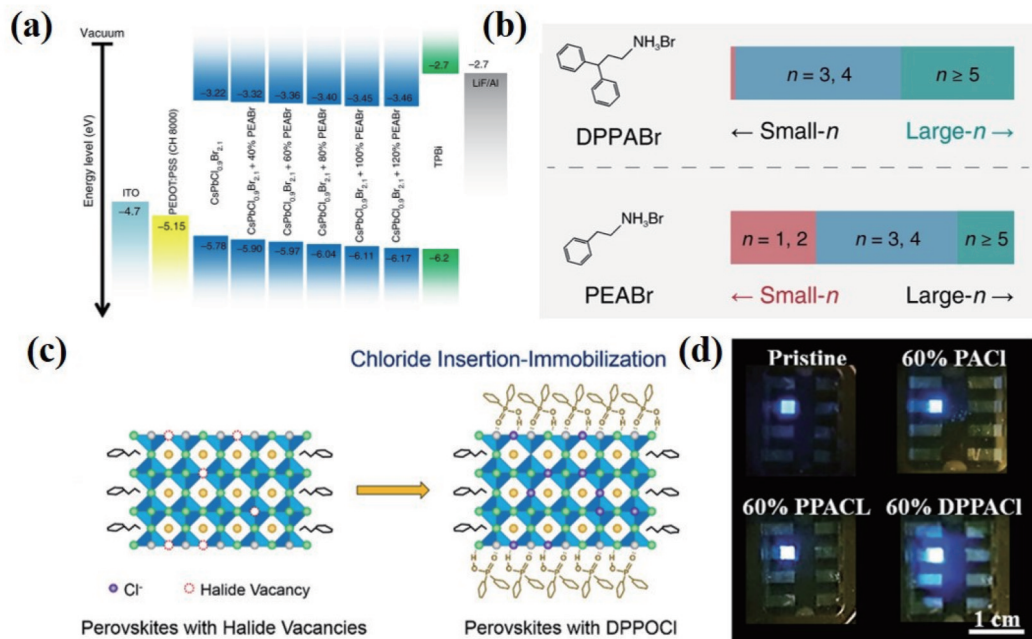 (a)
Vacuum
Energy level (eV)
ITO
−4.7
PEDOT:PSS (CH 8000)
−5.15
−3.22
CsPbCl0.9Br2.1
−5.78
−3.32
CsPbCl0.9Br2.1 + 40% PEABr
−5.90
−3.36
CsPbCl0.9Br2.1 + 60% PEABr
−5.97
−3.40
CsPbCl0.9Br2.1 + 80% PEABr
−6.04
−3.45
CsPbCl0.9Br2.1 + 100% PEABr
−6.11
−3.46
CsPbCl0.9Br2.1 + 120% PEABr
−6.17
−2.7
TPBi
−6.2
−2.7
LiF/Al
(b)
NH3Br
DPPABr
n = 3, 4
n ≥ 5
← Small-n
Large-n →
NH3Br
PEABr
n = 1, 2
n = 3, 4
n ≥ 5
← Small-n
Large-n →
(c)
Chloride Insertion-Immobilization
Cl-
Halide Vacancy
Perovskites with Halide Vacancies
Perovskites with DPPOCl
(d)
Pristine
60% PACl
60% PPACL
60% DPPACl
1 cm